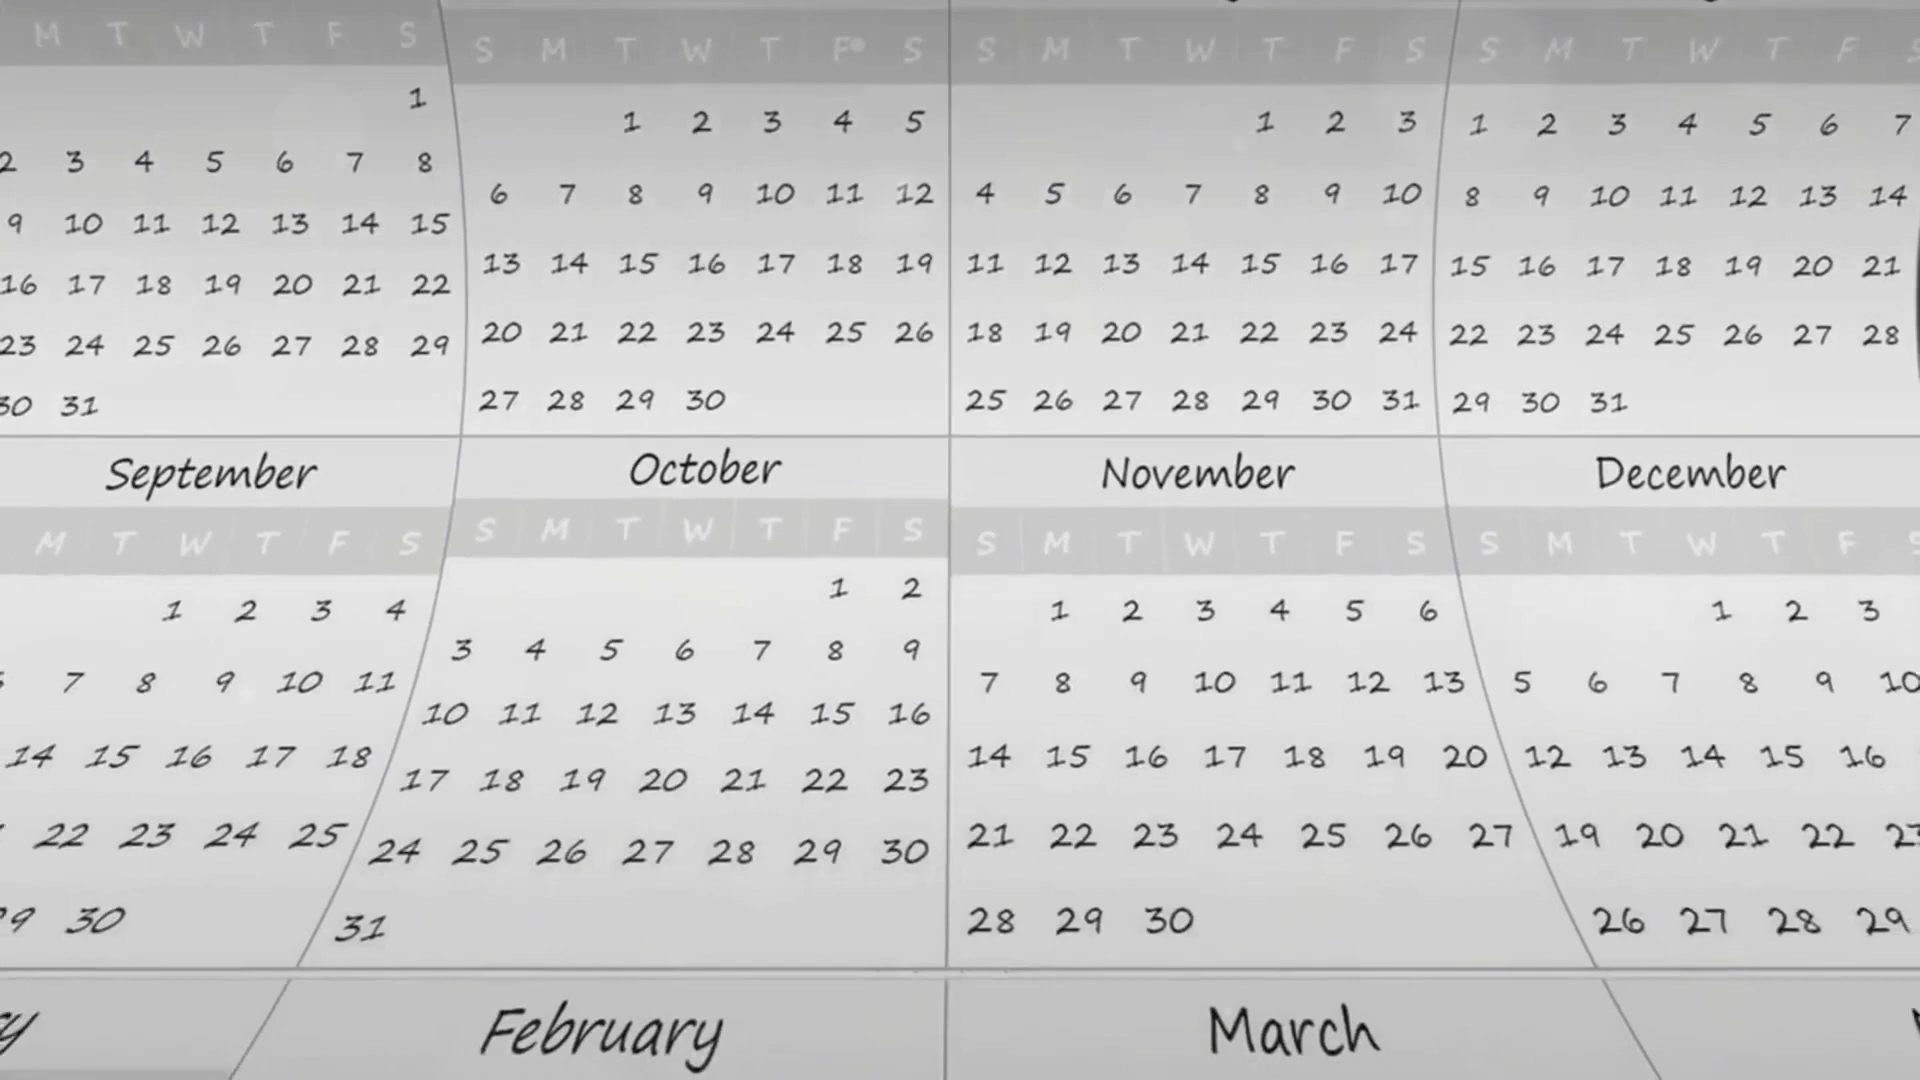 M T W T F S
1
2 3 4 5 6 7 8
9 10 11 12 13 14 15
16 17 18 19 20 21 22
23 24 25 26 27 28 29
30 31
S M T W T F S
1 2 3 4 5
6 7 8 9 10 11 12
13 14 15 16 17 18 19
20 21 22 23 24 25 26
27 28 29 30
S M T W T F S
1 2 3
4 5 6 7 8 9 10
11 12 13 14 15 16 17
18 19 20 21 22 23 24
25 26 27 28 29 30 31
S M T W T F S
1 2 3 4 5 6 7
8 9 10 11 12 13 14
15 16 17 18 19 20 21
22 23 24 25 26 27 28
29 30 31
September
M T W T F S
1 2 3 4
7 8 9 10 11
14 15 16 17 18
22 23 24 25
30
October
S M T W T F S
1 2
3 4 5 6 7 8 9
10 11 12 13 14 15 16
17 18 19 20 21 22 23
24 25 26 27 28 29 30
31
November
S M T W T F S
1 2 3 4 5 6
7 8 9 10 11 12 13
14 15 16 17 18 19 20
21 22 23 24 25 26 27
28 29 30
December
S M T W T F S
1 2 3
5 6 7 8 9 10
12 13 14 15 16
19 20 21 22 23
26 27 28 29
February
March